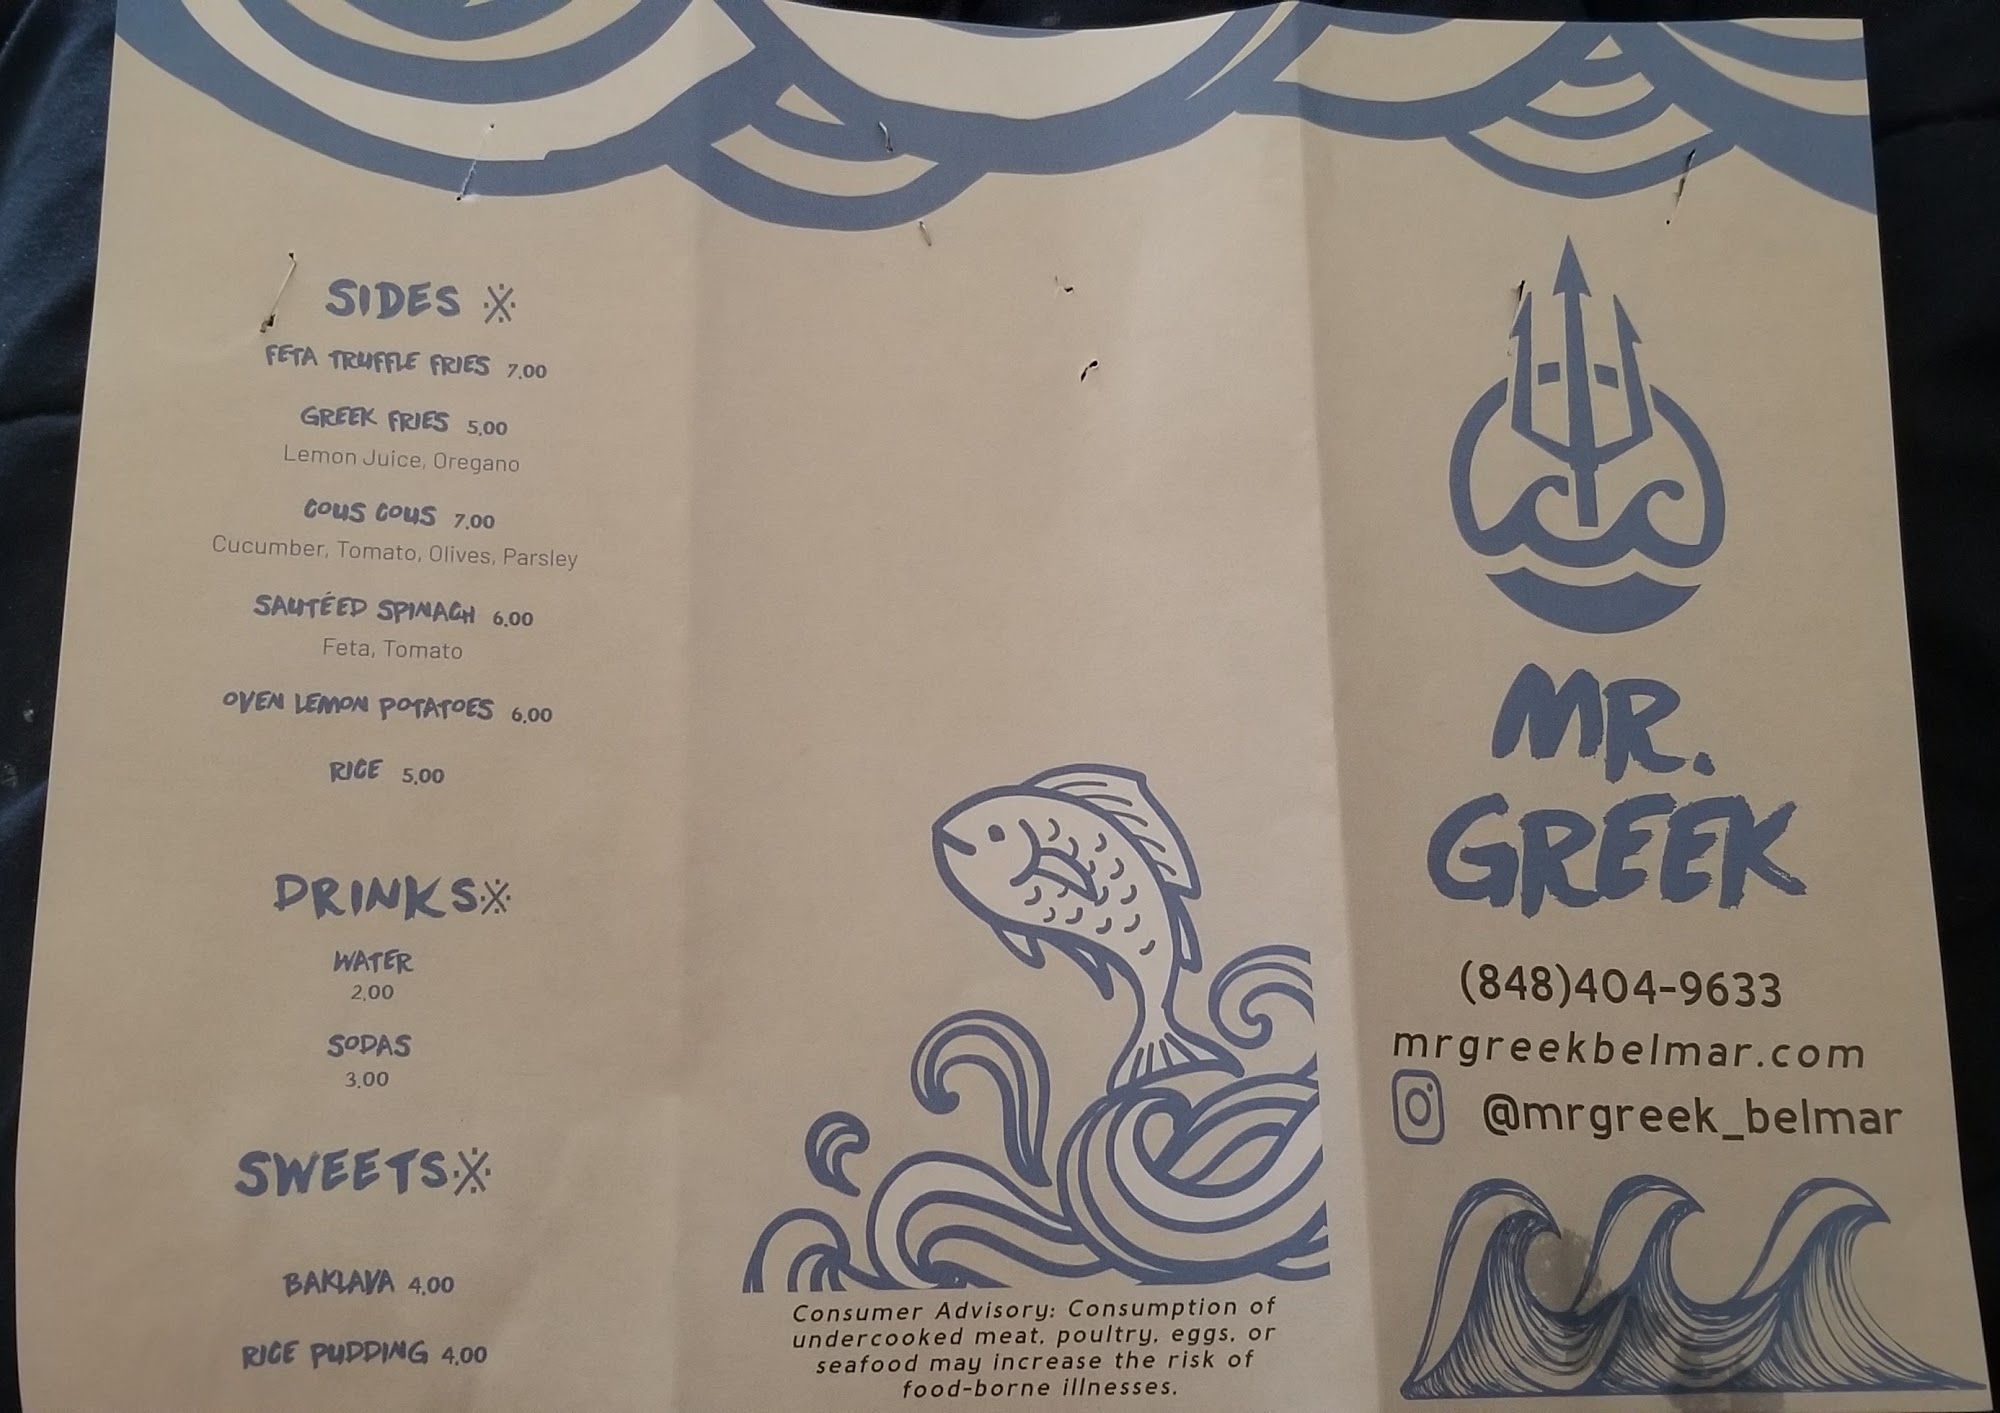 SIDES
FETA TRUFFLE FRIES 7.00
GREEK FRIES 5.00
Lemon Juice, Oregano
COUS COUS 7.00
Cucumber, Tomato, Olives, Parsley
SAUTÉED SPINACH 6.00
Feta, Tomato
OVEN LEMON POTATOES 6.00
RICE 5.00
DRINKS
WATER
2.00
SODAS
3.00
SWEETS
BAKLAVA 4.00
RICE PUDDING 4.00
Consumer Advisory: Consumption of
undercooked meat, poultry, eggs, or
seafood may increase the risk of
food-borne illnesses.
MR.
GREEK
(848)404-9633
mrgreekbelmar.com
@mrgreek_belmar